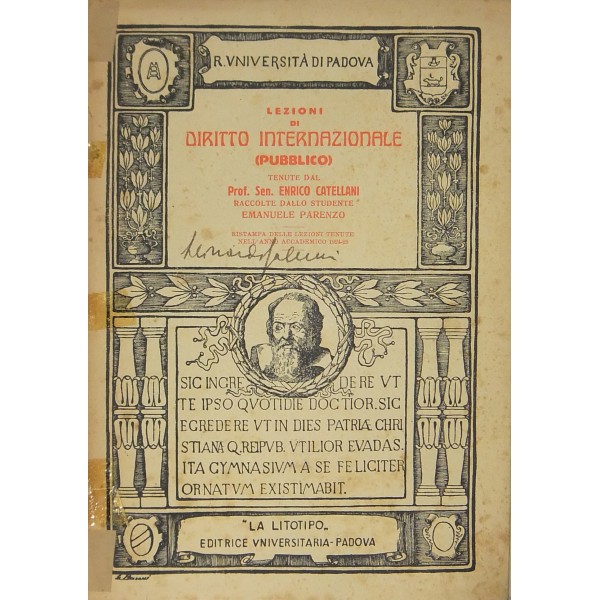 R. VNIVERSITÀ DI PADOVA
LEZIONI
DI
DIRITTO INTERNAZIONALE
(PUBBLICO)
TENUTE DAL
Prof. Sen. ENRICO CATELLANI
RACCOLTE DALLO STUDENTE
EMANUELE PARENZO
RISTAMPA DELLE LEZIONI TENUTE
NELL'ANNO ACCADEMICO
SIC INGREDERE VT
TE IPSO QVOTIDIE DOCTIOR. SIC
EGREDERE VT IN DIES PATRIÆ CHRI
STIANA Q. REIPVB. VTILIOR EVADAS.
ITA GYMNASIVM A SE FELICITER
ORNATVM EXISTIMABIT.
"LA LITOTIPO„
EDITRICE VNIVERSITARIA-PADOVA